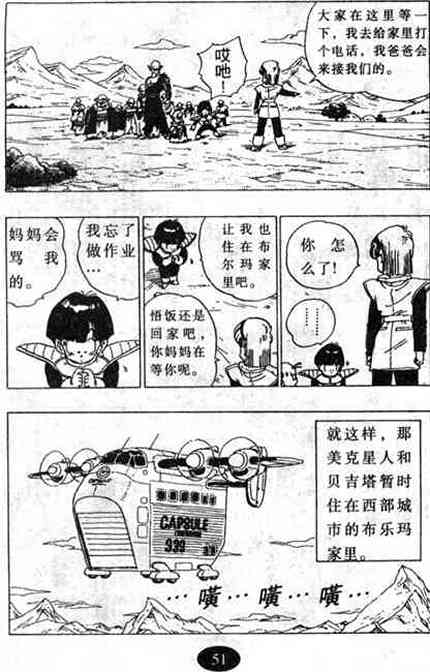 大家在这里等一
下，我去给家里打
个电话，我爸爸会
来接我们的。
哎吔！
你怎
么了！
……
让我也
住在布
尔玛家
里吧。
悟饭还是
回家吧，
你妈妈在
等你呢。
我忘了
做作业
…
妈妈会
骂我
的。
就这样，那
美克星人和
贝吉塔暂时
住在西部城
市的布乐玛
家里。
CAPSULE
939
39
…嚝…嚝…嚝…
51